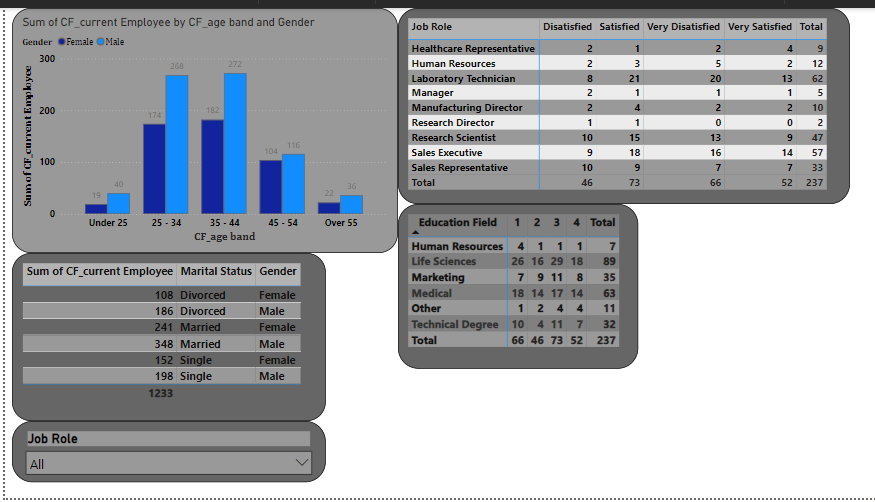 Sum of CF_current Employee by CF_age band and Gender
Gender Female Male
Sum of CF_current Employee
300
200
100
0
19 40
174 268
182 272
104 116
22 36
Under 25 25 - 34 35 - 44 45 - 54 Over 55
CF_age band
Job Role Disatisfied Satisfied Very Disatisfied Very Satisfied Total
Healthcare Representative 2 1 2 4 9
Human Resources 2 3 5 2 12
Laboratory Technician 8 21 20 13 62
Manager 2 1 1 1 5
Manufacturing Director 2 4 2 2 10
Research Director 1 1 0 0 2
Research Scientist 10 15 13 9 47
Sales Executive 9 18 16 14 57
Sales Representative 10 9 7 7 33
Total 46 73 66 52 237
Education Field 1 2 3 4 Total
Human Resources 4 1 1 1 7
Life Sciences 26 16 29 18 89
Marketing 7 9 11 8 35
Medical 18 14 17 14 63
Other 1 2 4 4 11
Technical Degree 10 4 11 7 32
Total 66 46 73 52 237
Sum of CF_current Employee Marital Status Gender
108 Divorced Female
186 Divorced Male
241 Married Female
348 Married Male
152 Single Female
198 Single Male
1233
Job Role
All